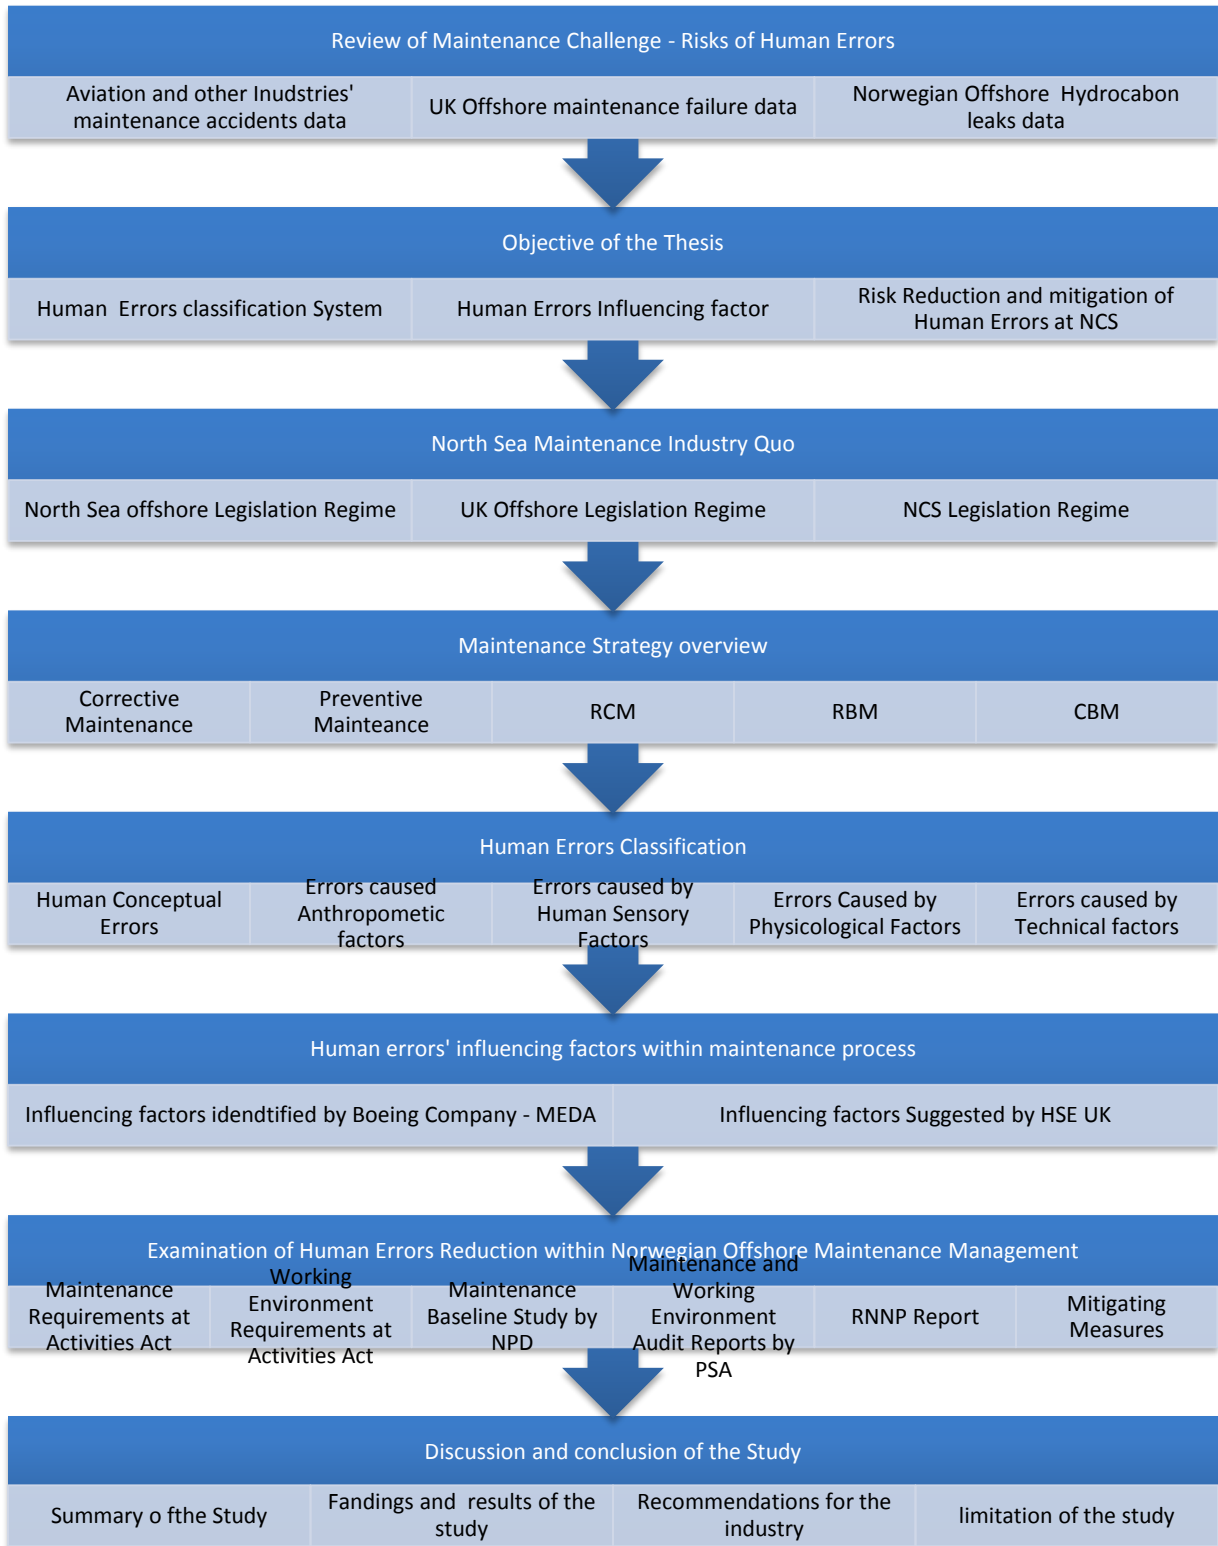 Review of Maintenance Challenge - Risks of Human Errors
Aviation and other Inudstries'
maintenance accidents data
UK Offshore maintenance failure data
Norwegian Offshore Hydrocabon
leaks data
Objective of the Thesis
Human Errors classification System
Human Errors Influencing factor
Risk Reduction and mitigation of
Human Errors at NCS
North Sea Maintenance Industry Quo
North Sea offshore Legislation Regime
UK Offshore Legislation Regime
NCS Legislation Regime
Maintenance Strategy overview
Corrective
Maintenance
Preventive
Mainteance
RCM
RBM
CBM
Human Errors Classification
Human Conceptual
Errors
Errors caused
Anthropometic
factors
Errors caused by
Human Sensory
Factors
Errors Caused by
Physicological Factors
Errors caused by
Technical factors
Human errors' influencing factors within maintenance process
Influencing factors idendtified by Boeing Company - MEDA
Influencing factors Suggested by HSE UK
Examination of Human Errors Reduction within Norwegian Offshore Maintenance Management
Maintenance
Requirements at
Activities Act
Working
Environment
Requirements at
Activities Act
Maintenance
Baseline Study by
NPD
Maintenance and
Working
Environment
Audit Reports by
PSA
RNNP Report
Mitigating
Measures
Discussion and conclusion of the Study
Summary o fthe Study
Fandings and results of the
study
Recommendations for the
industry
limitation of the study